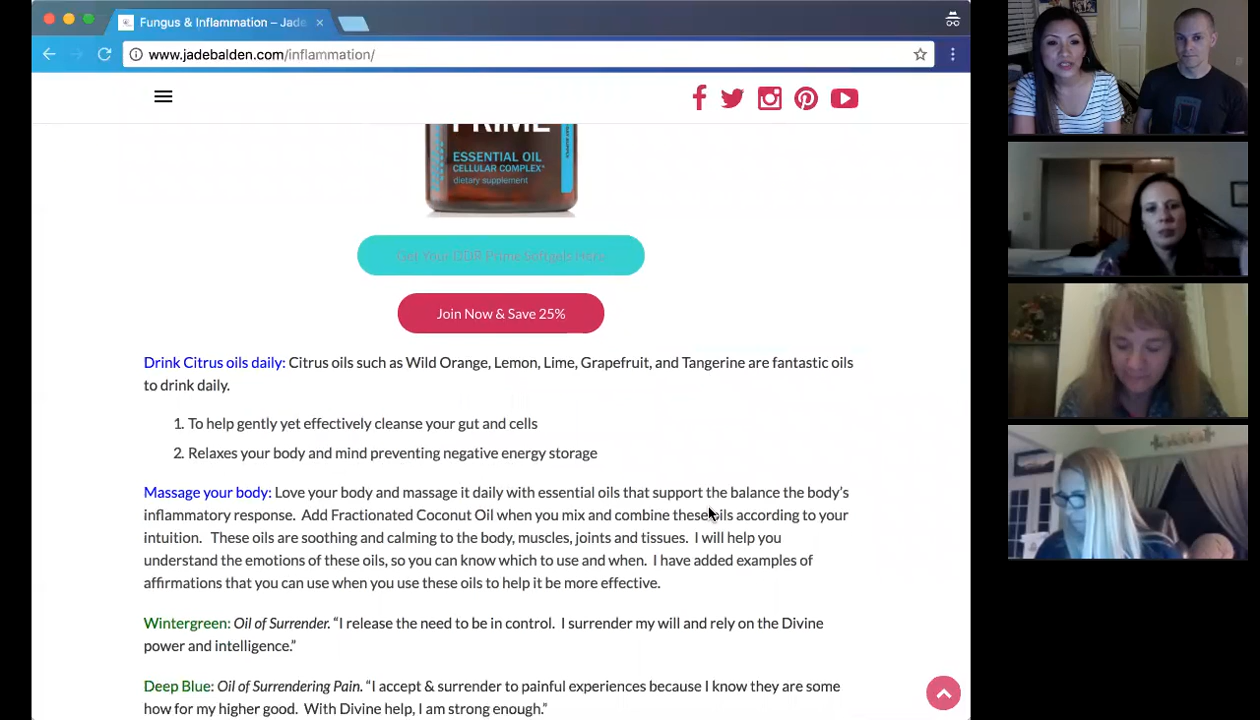 Fungus & Inflammation – Jade
www.jadebalden.com/inflammation/
PRIME
ESSENTIAL OIL
CELLULAR COMPLEX
dietary supplement
Get Your DDR Prime Softgels Here
Join Now & Save 25%
Drink Citrus oils daily: Citrus oils such as Wild Orange, Lemon, Lime, Grapefruit, and Tangerine are fantastic oils
to drink daily.
1. To help gently yet effectively cleanse your gut and cells
2. Relaxes your body and mind preventing negative energy storage
Massage your body: Love your body and massage it daily with essential oils that support the balance the body's
inflammatory response. Add Fractionated Coconut Oil when you mix and combine these oils according to your
intuition. These oils are soothing and calming to the body, muscles, joints and tissues. I will help you
understand the emotions of these oils, so you can know which to use and when. I have added examples of
affirmations that you can use when you use these oils to help it be more effective.
Wintergreen: Oil of Surrender. “I release the need to be in control. I surrender my will and rely on the Divine
power and intelligence.”
Deep Blue: Oil of Surrendering Pain. “I accept & surrender to painful experiences because I know they are some
how for my higher good. With Divine help, I am strong enough.”